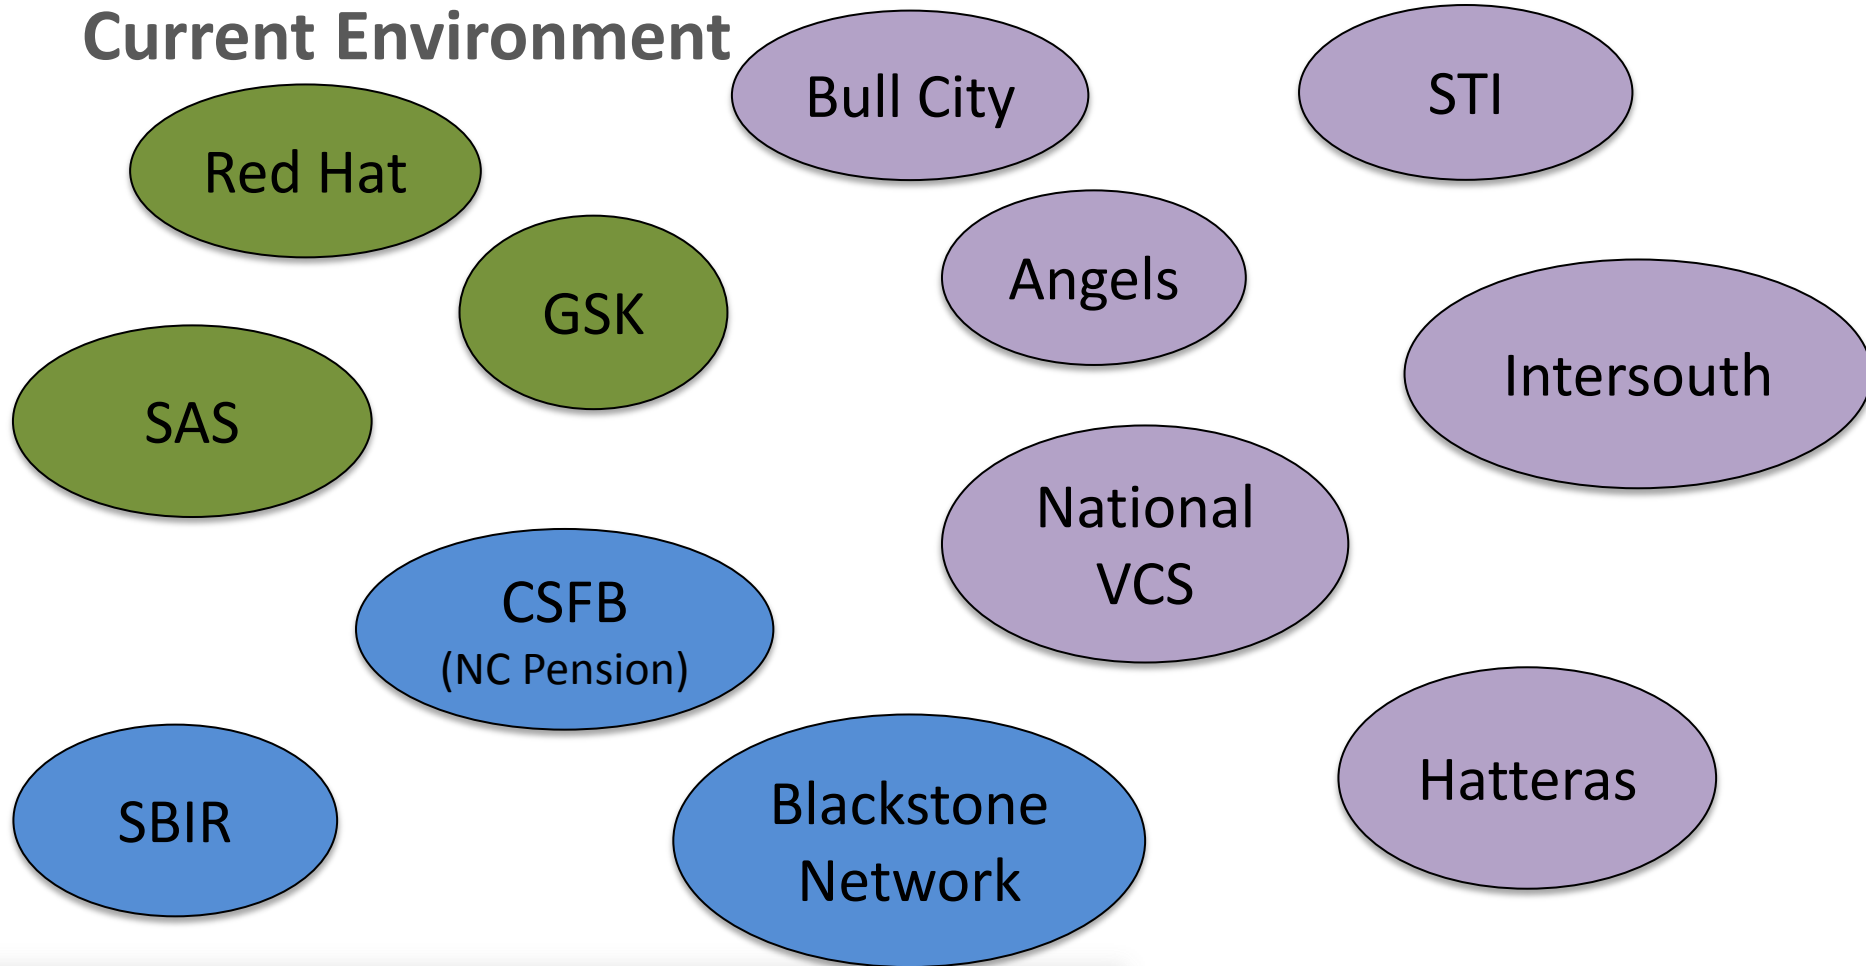 Current Environment
Bull City
STI
Red Hat
Angels
GSK
Intersouth
SAS
National
VCS
CSFB
(NC Pension)
Hatteras
SBIR
Blackstone
Network